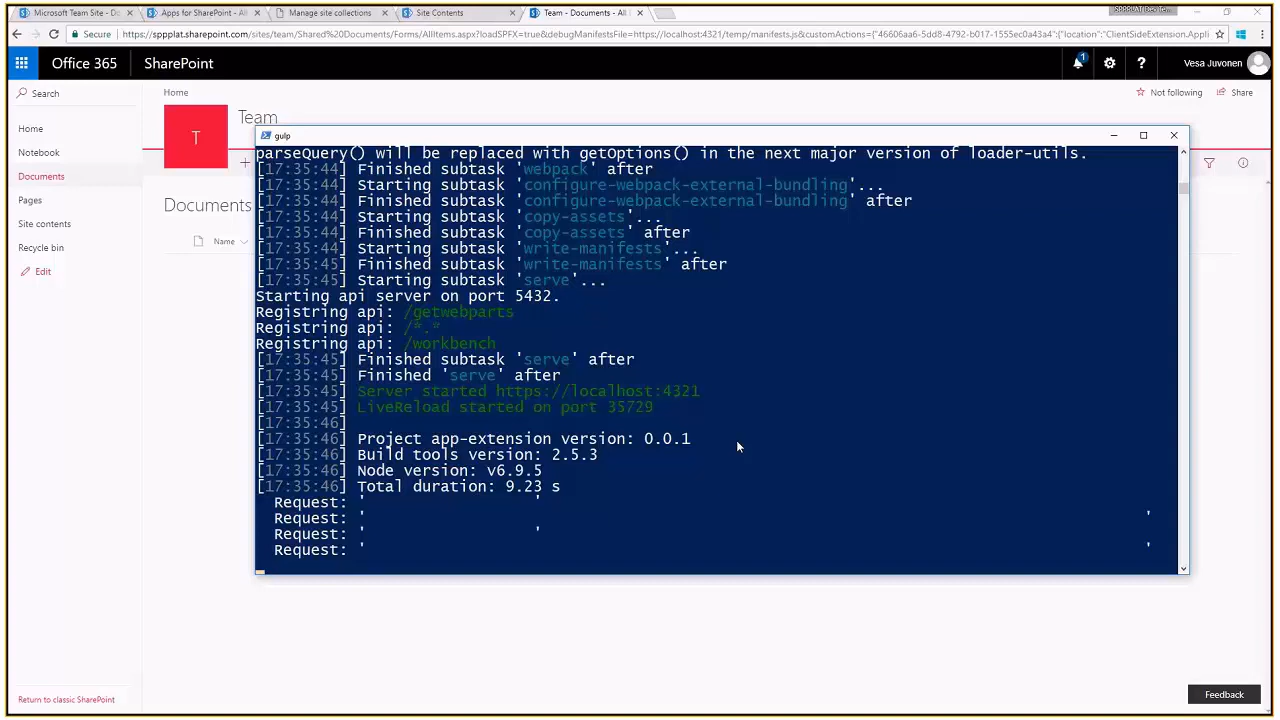 Microsoft Team Site - Do
Apps for SharePoint - All
Manage site collections
Site Contents
Team - Documents - All
Secure
https://sppplat.sharepoint.com/sites/team/Shared%20Documents/Forms/AllItems.aspx?loadSPFX=true&debugManifestsFile=https://localhost:4321/temp/manifests.js&customActions={"46606aa6-5dd8-4792-b017-1555ec0a43a4":{"location":"ClientSideExtension.Appli
Office 365
SharePoint
1
?
Vesa Juvonen
Search
Home
Not following
Share
Team
T
Home
Notebook
Documents
Pages
Site contents
Recycle bin
Edit
Documents
Name
gulp
parseQuery() will be replaced with getOptions() in the next major version of loader-utils.
[17:35:44] Finished subtask 'webpack' after
[17:35:44] Starting subtask 'configure-webpack-external-bundling'...
[17:35:44] Finished subtask 'configure-webpack-external-bundling' after
[17:35:44] Starting subtask 'copy-assets'...
[17:35:44] Finished subtask 'copy-assets' after
[17:35:44] Starting subtask 'write-manifests'...
[17:35:45] Finished subtask 'write-manifests' after
[17:35:45] Starting subtask 'serve'...
Starting api server on port 5432.
Registring api: /getwebparts
Registring api: /*.*
Registring api: /workbench
[17:35:45] Finished subtask 'serve' after
[17:35:45] Finished 'serve' after
[17:35:45] Server started https://localhost:4321
[17:35:45] LiveReload started on port 35729
[17:35:46]
[17:35:46] Project app-extension version: 0.0.1
[17:35:46] Build tools version: 2.5.3
[17:35:46] Node version: v6.9.5
[17:35:46] Total duration: 9.23 s
Request: ' '
Request: ' '
Request: ' '
Request: ' '
Return to classic SharePoint
Feedback